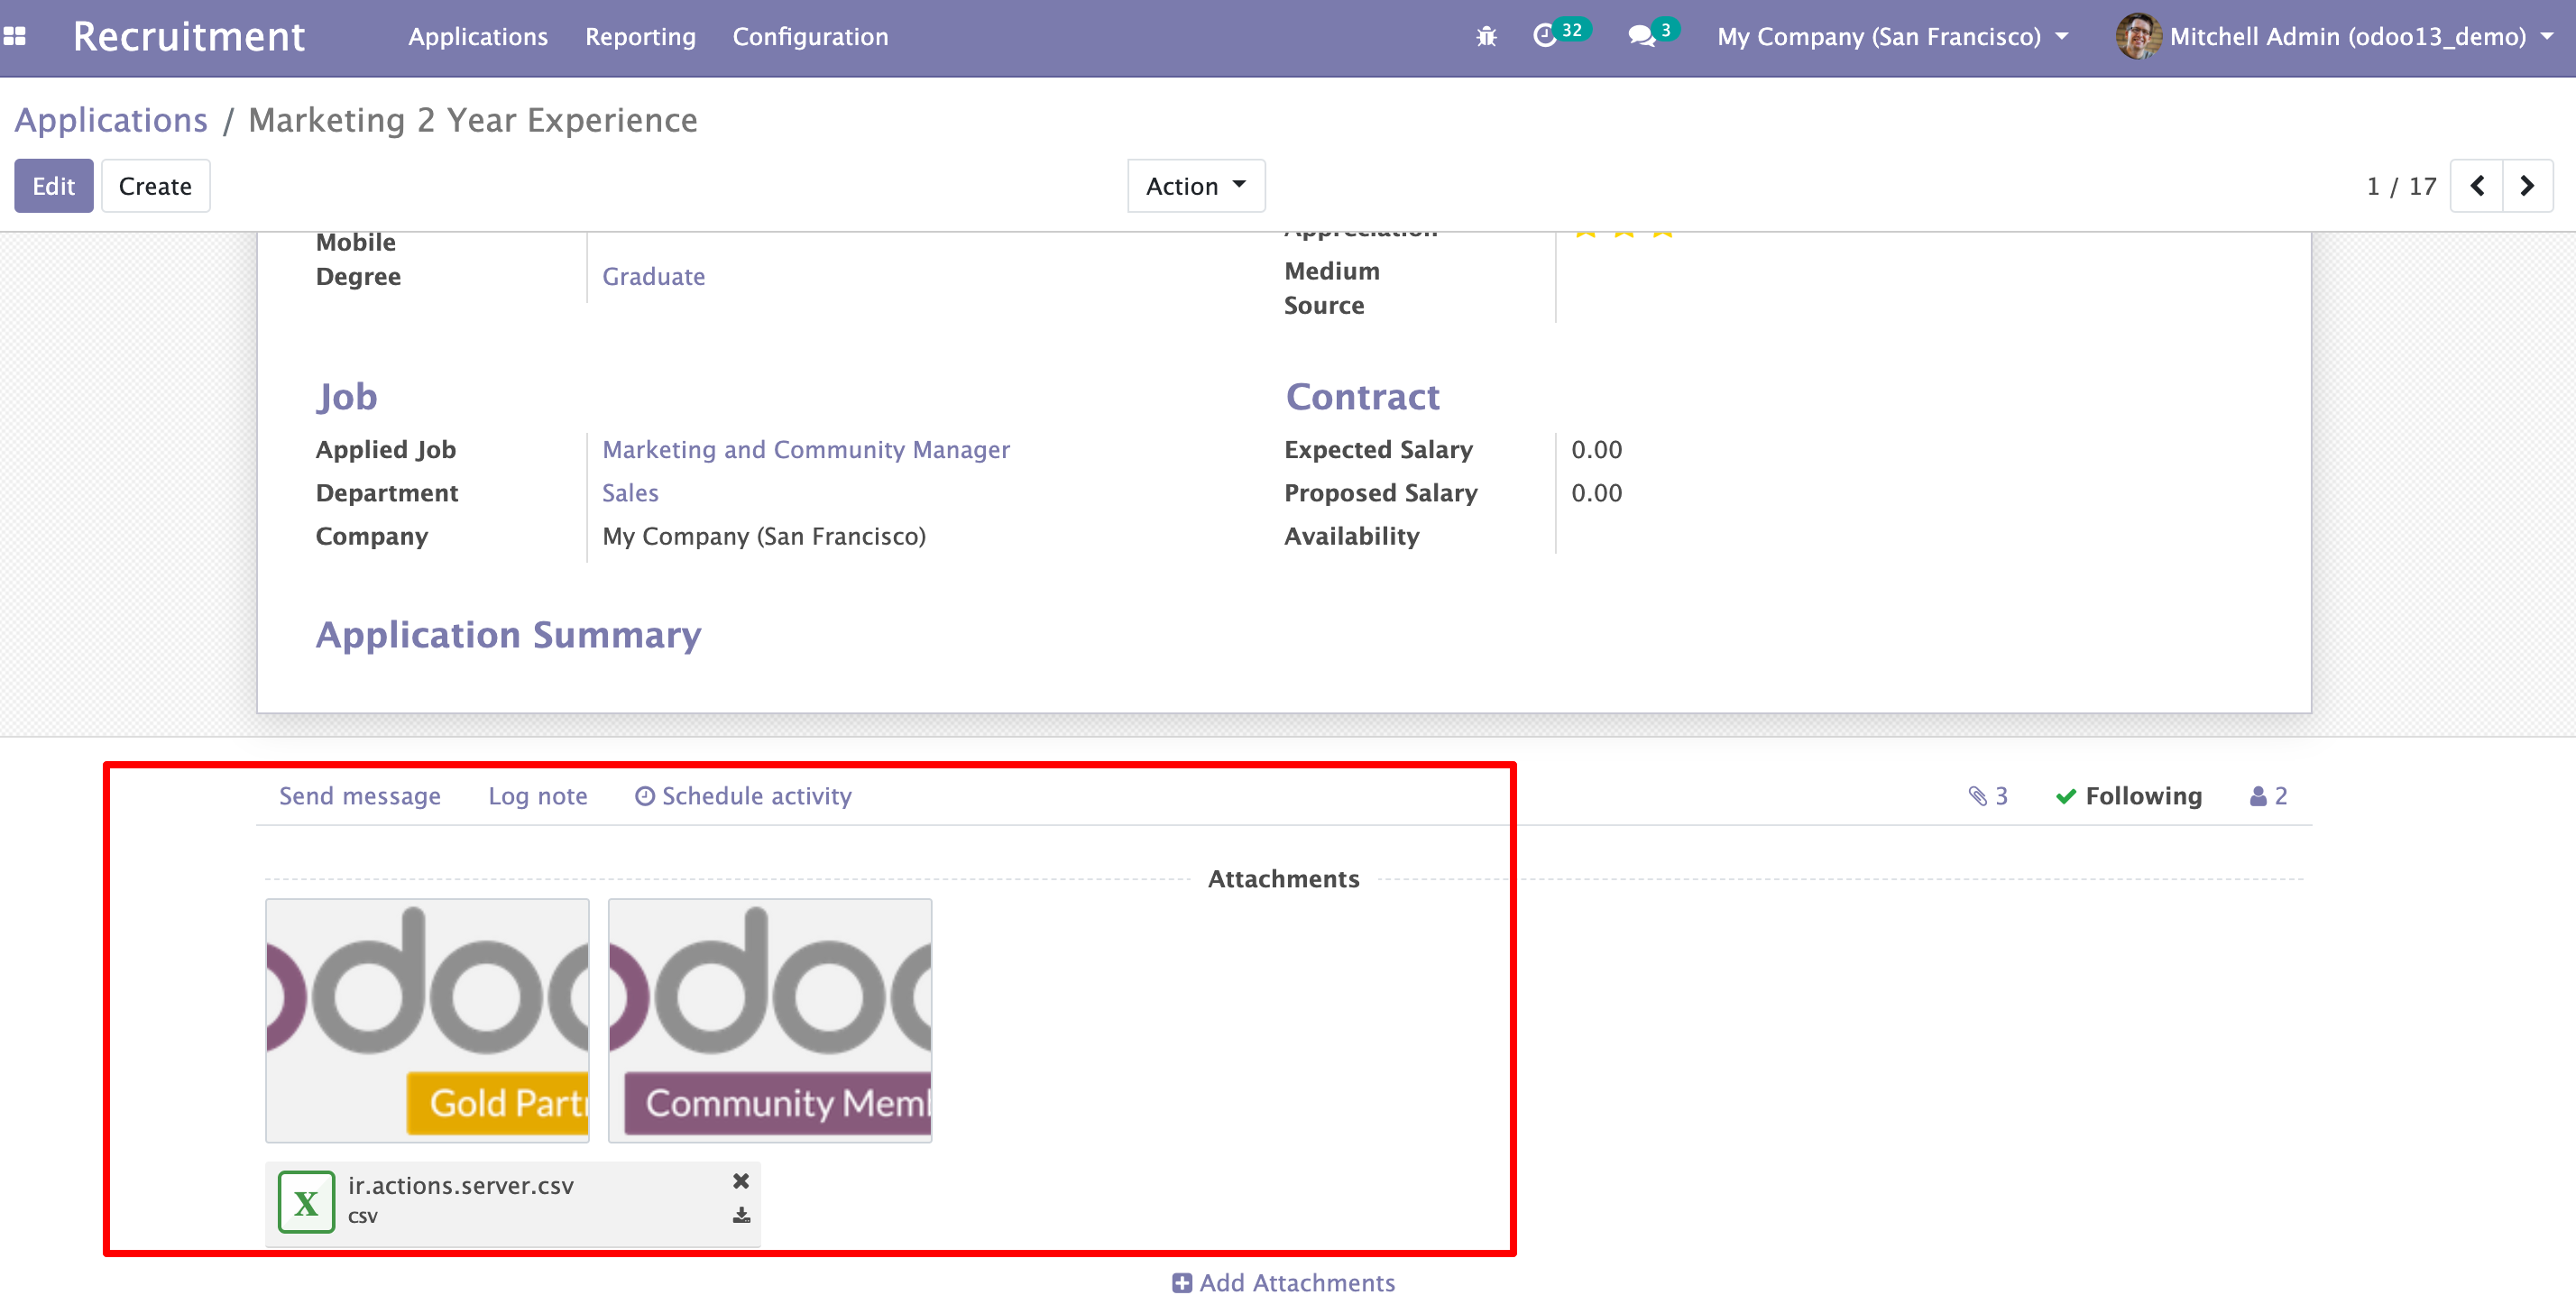 Recruitment Applications Reporting Configuration 32 3 My Company (San Francisco) Mitchell Admin (odoo13_demo)
Applications / Marketing 2 Year Experience
Edit Create Action 1 / 17
Mobile
Degree Graduate
Appreciation
Medium
Source
Job
Applied Job Marketing and Community Manager
Department Sales
Company My Company (San Francisco)
Contract
Expected Salary 0.00
Proposed Salary 0.00
Availability
Application Summary
Send message Log note Schedule activity 3 Following 2
Attachments
odoo
Gold Part
odoo
Community Mem
X
ir.actions.server.csv
csv
Add Attachments